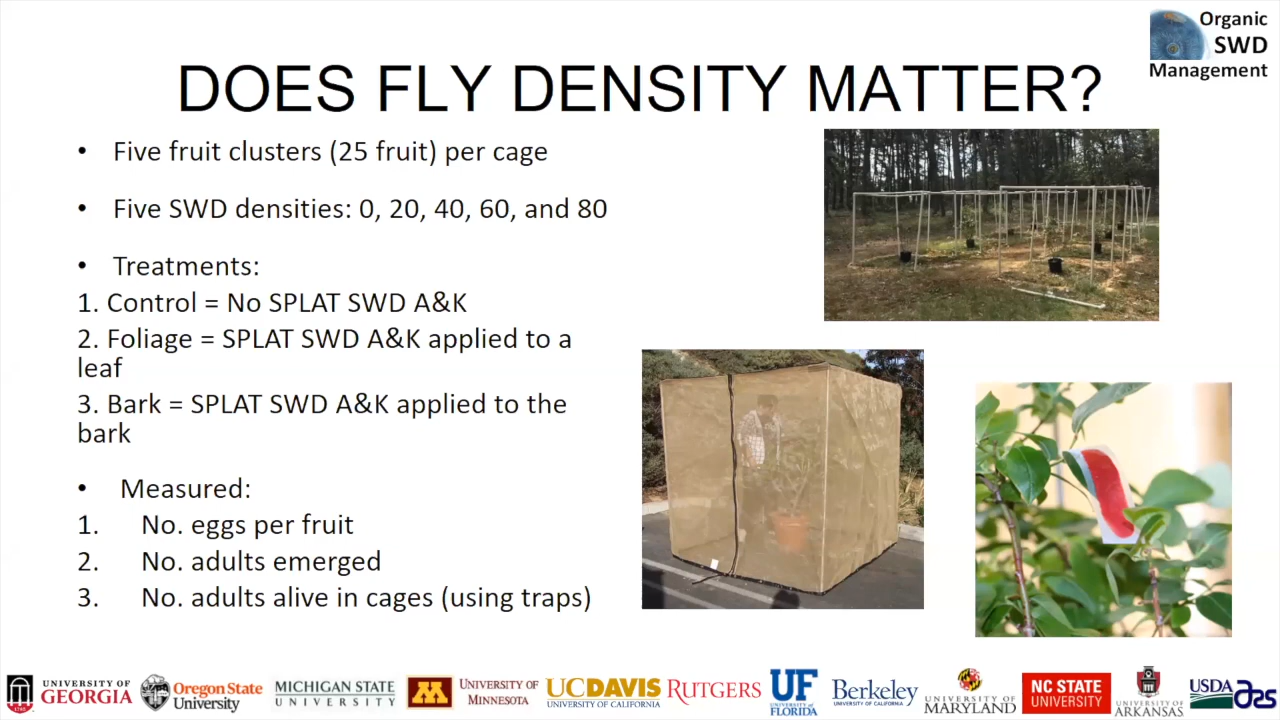 Organic
SWD
Management
DOES FLY DENSITY MATTER?
• Five fruit clusters (25 fruit) per cage
• Five SWD densities: 0, 20, 40, 60, and 80
• Treatments:
1. Control = No SPLAT SWD A&K
2. Foliage = SPLAT SWD A&K applied to a
leaf
3. Bark = SPLAT SWD A&K applied to the
bark
• Measured:
1. No. eggs per fruit
2. No. adults emerged
3. No. adults alive in cages (using traps)
1785
UNIVERSITY OF
GEORGIA
Oregon State
University
MICHIGAN STATE
UNIVERSITY
M
UNIVERSITY OF
MINNESOTA
UCDAVIS
UNIVERSITY OF CALIFORNIA
RUTGERS
UF
UNIVERSITY of
FLORIDA
Berkeley
UNIVERSITY OF CALIFORNIA
UNIVERSITY OF
MARYLAND
NC STATE
UNIVERSITY
UNIVERSITY OF
ARKANSAS
USDA
ars